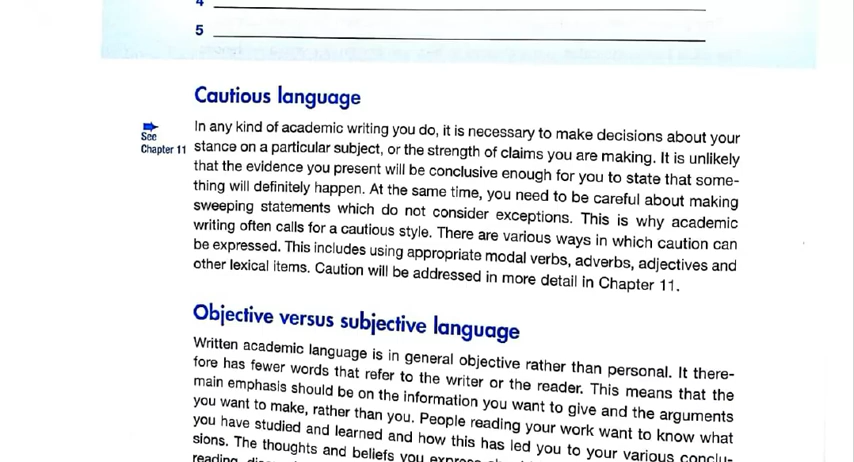 4
5
Cautious language
See
Chapter 11
In any kind of academic writing you do, it is necessary to make decisions about your
stance on a particular subject, or the strength of claims you are making. It is unlikely
that the evidence you present will be conclusive enough for you to state that some-
thing will definitely happen. At the same time, you need to be careful about making
sweeping statements which do not consider exceptions. This is why academic
writing often calls for a cautious style. There are various ways in which caution can
be expressed. This includes using appropriate modal verbs, adverbs, adjectives and
other lexical items. Caution will be addressed in more detail in Chapter 11.
Objective versus subjective language
Written academic language is in general objective rather than personal. It there-
fore has fewer words that refer to the writer or the reader. This means that the
main emphasis should be on the information you want to give and the arguments
you want to make, rather than you. People reading your work want to know what
you have studied and learned and how this has led you to your various conclu-
sions. The thoughts and beliefs you
reading,